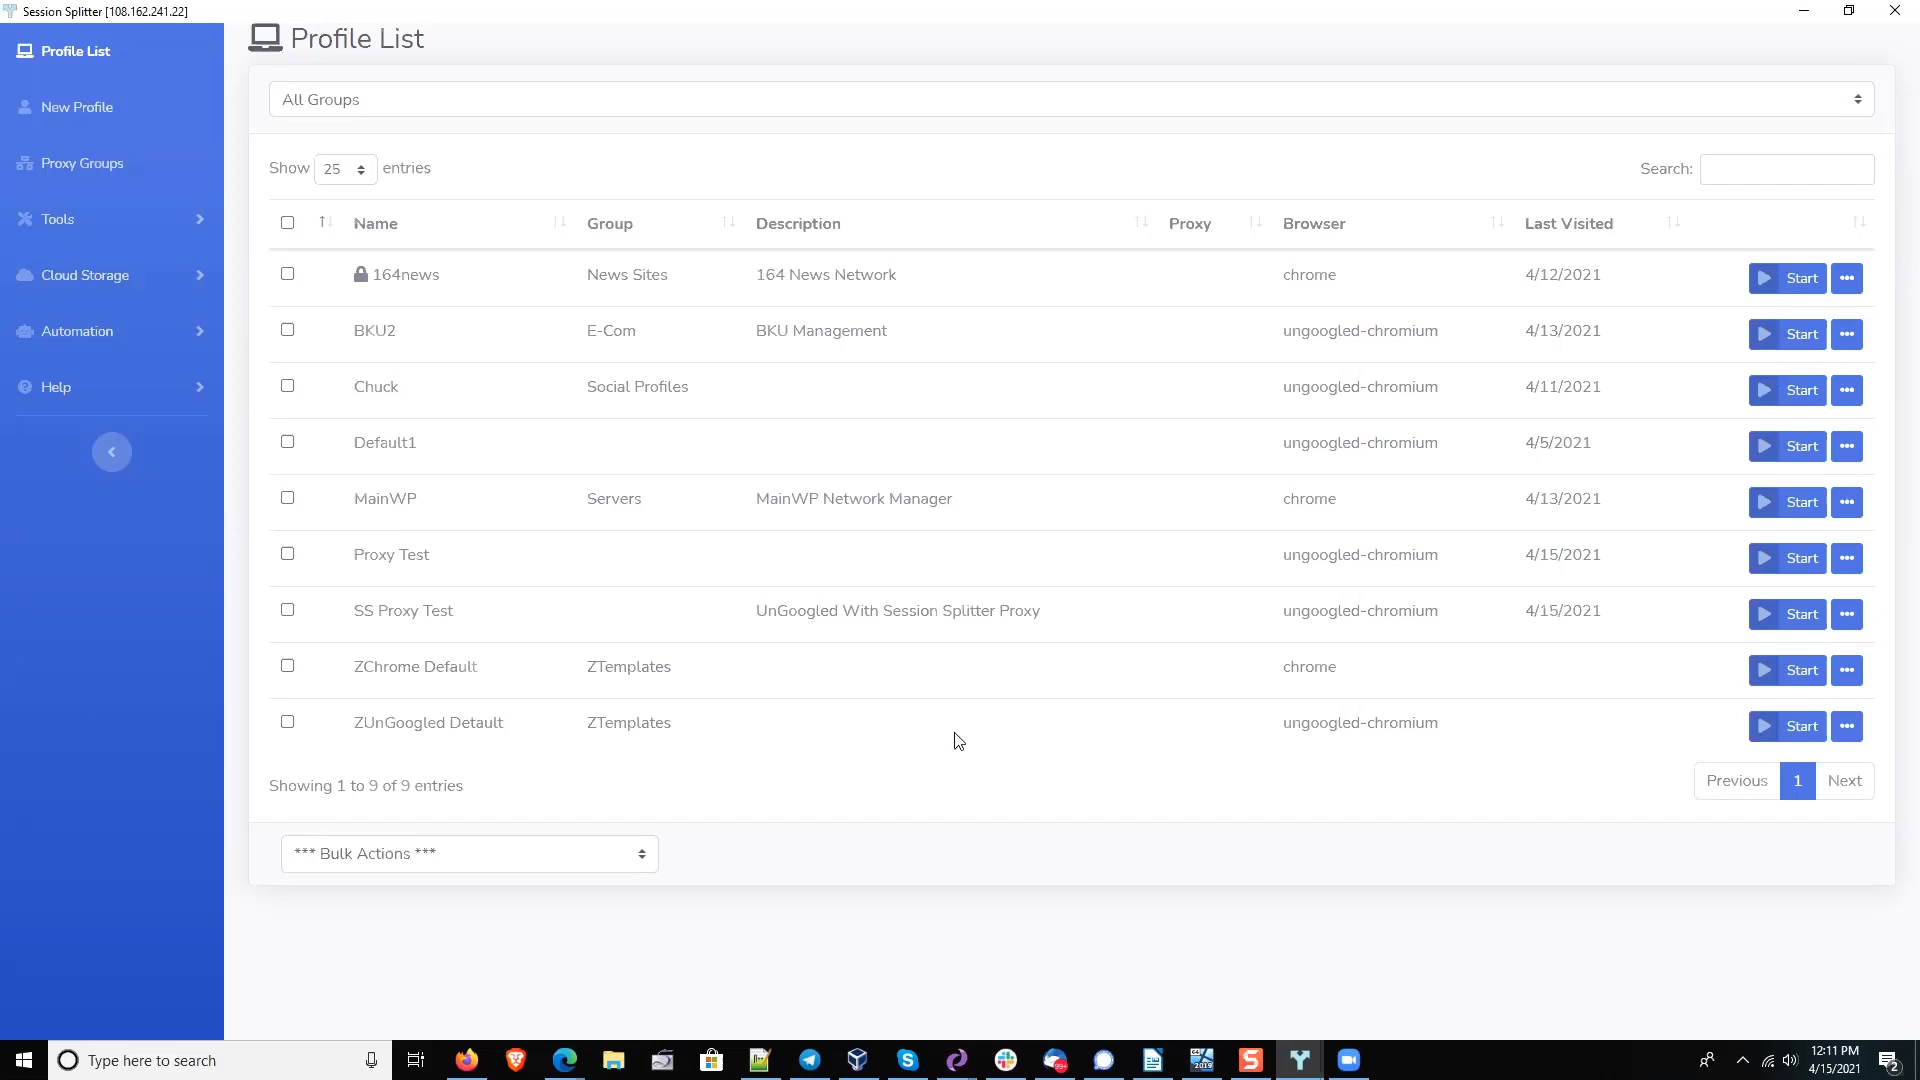 Session Splitter [108.162.241.22]
Profile List
New Profile
Proxy Groups
Tools
Cloud Storage
Automation
Help
Profile List
All Groups
Show 25 entries
Search:
Name Group Description Proxy Browser Last Visited
164news News Sites 164 News Network chrome 4/12/2021 Start
BKU2 E-Com BKU Management ungoogled-chromium 4/13/2021 Start
Chuck Social Profiles ungoogled-chromium 4/11/2021 Start
Default1 ungoogled-chromium 4/5/2021 Start
MainWP Servers MainWP Network Manager chrome 4/13/2021 Start
Proxy Test ungoogled-chromium 4/15/2021 Start
SS Proxy Test UnGoogled With Session Splitter Proxy ungoogled-chromium 4/15/2021 Start
ZChrome Default ZTemplates chrome Start
ZUnGoogled Detault ZTemplates ungoogled-chromium Start
Showing 1 to 9 of 9 entries
Previous 1 Next
*** Bulk Actions ***
Type here to search
99+
2019
12:11 PM
4/15/2021
2